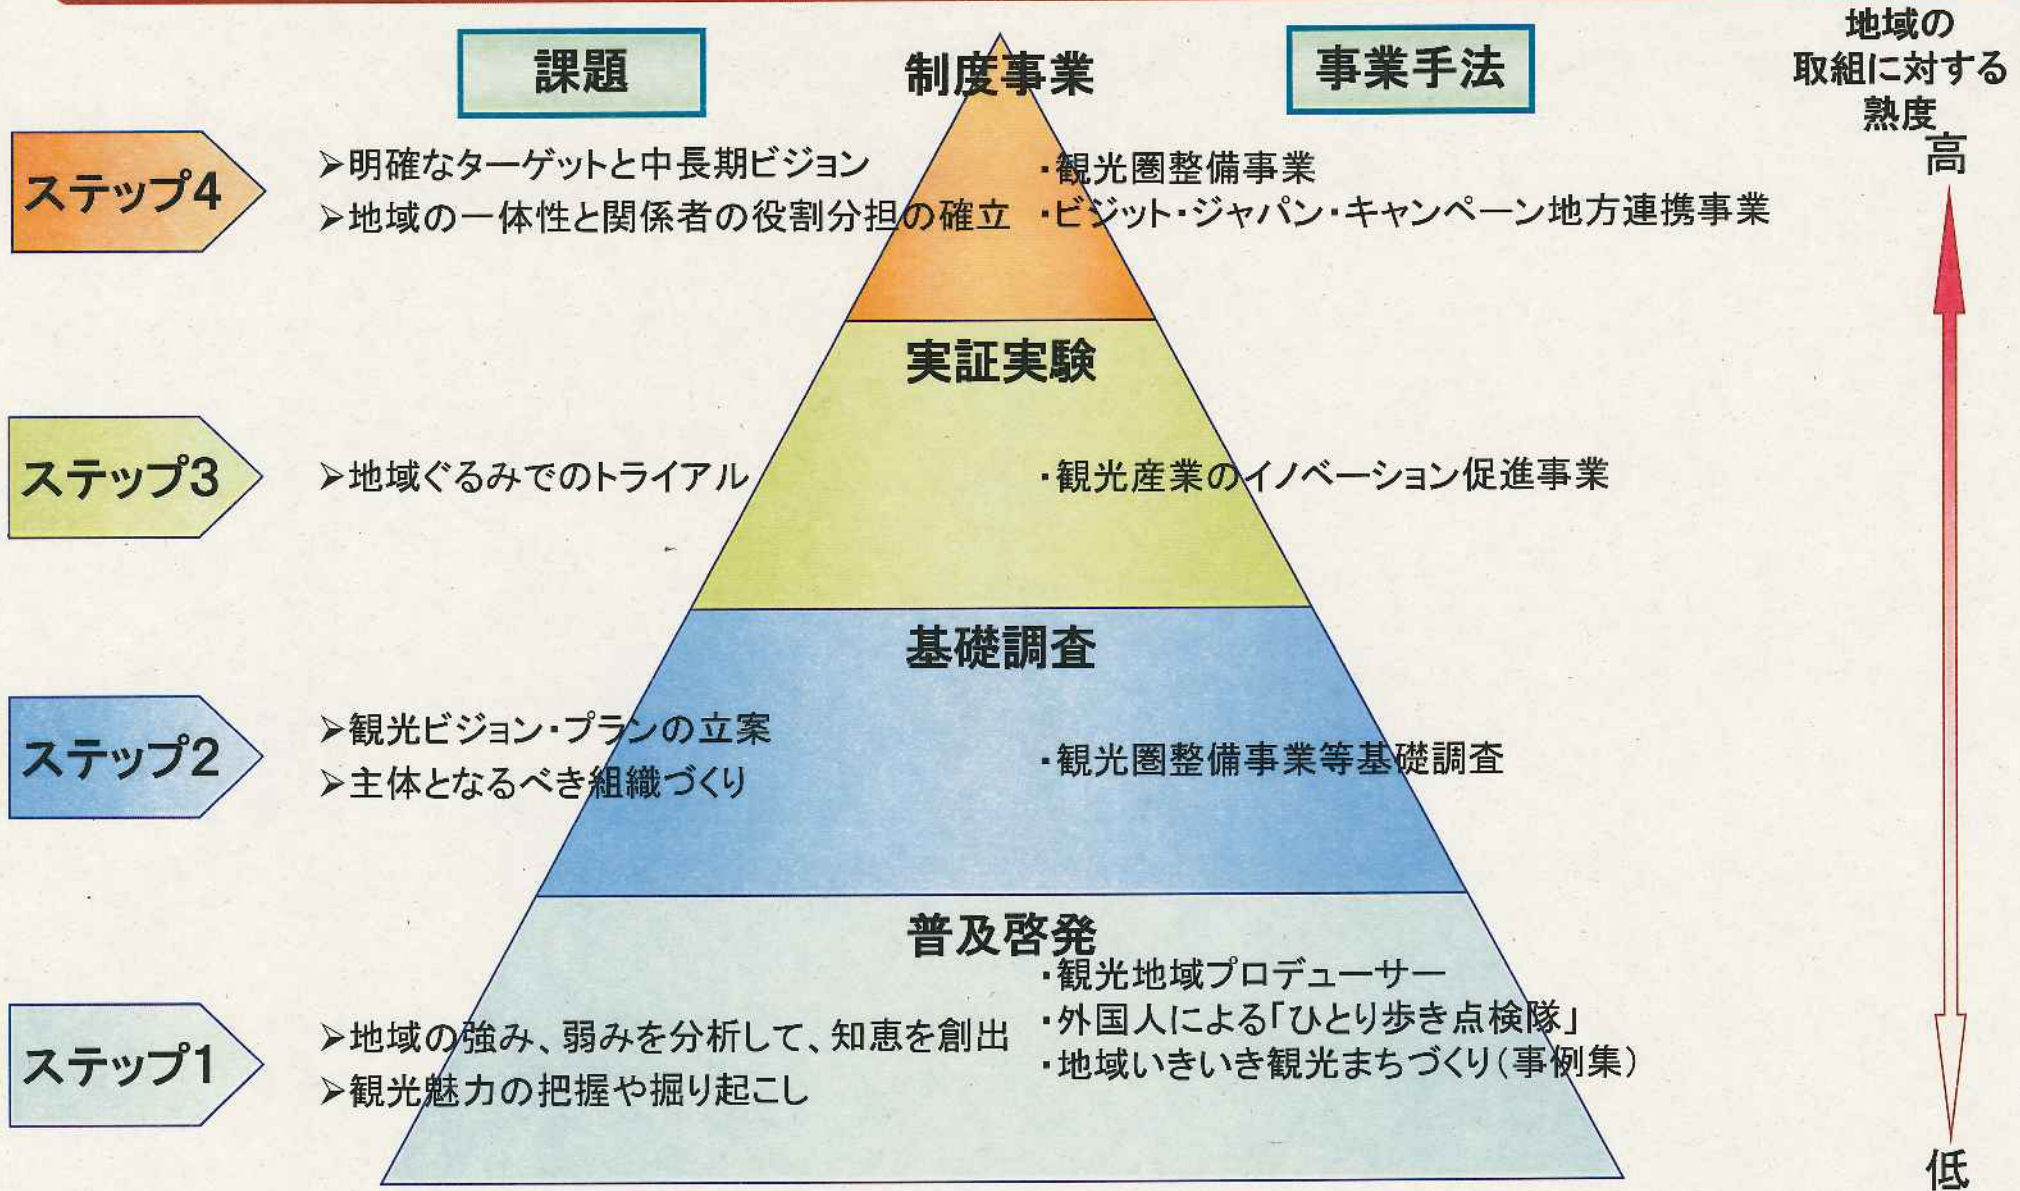 課題
制度事業
事業手法
地域の
取組に対する
熟度
高
ステップ4
➢明確なターゲットと中長期ビジョン
➢地域の一体性と関係者の役割分担の確立
・観光圏整備事業
・ビジット・ジャパン・キャンペーン地方連携事業
実証実験
ステップ3
➢地域ぐるみでのトライアル
・観光産業のイノベーション促進事業
基礎調査
ステップ2
➢観光ビジョン・プランの立案
➢主体となるべき組織づくり
・観光圏整備事業等基礎調査
普及啓発
ステップ1
➢地域の強み、弱みを分析して、知恵を創出
➢観光魅力の把握や掘り起こし
・観光地域プロデューサー
・外国人による「ひとり歩き点検隊」
・地域いきいき観光まちづくり（事例集）
低